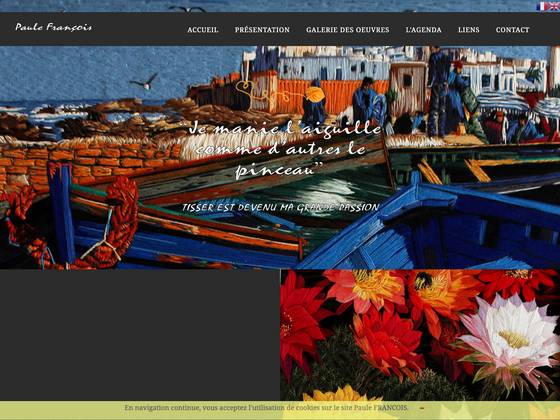 Paule François
ACCUEIL PRÉSENTATION GALERIE DES OEUVRES L'AGENDA LIENS CONTACT
Je manie l'aiguille
comme d'autres le
pinceau”
TISSER EST DEVENU MA GRANDE PASSION
En navigation continue, vous acceptez l'utilisation de cookies sur le site Paule FRANCOIS.